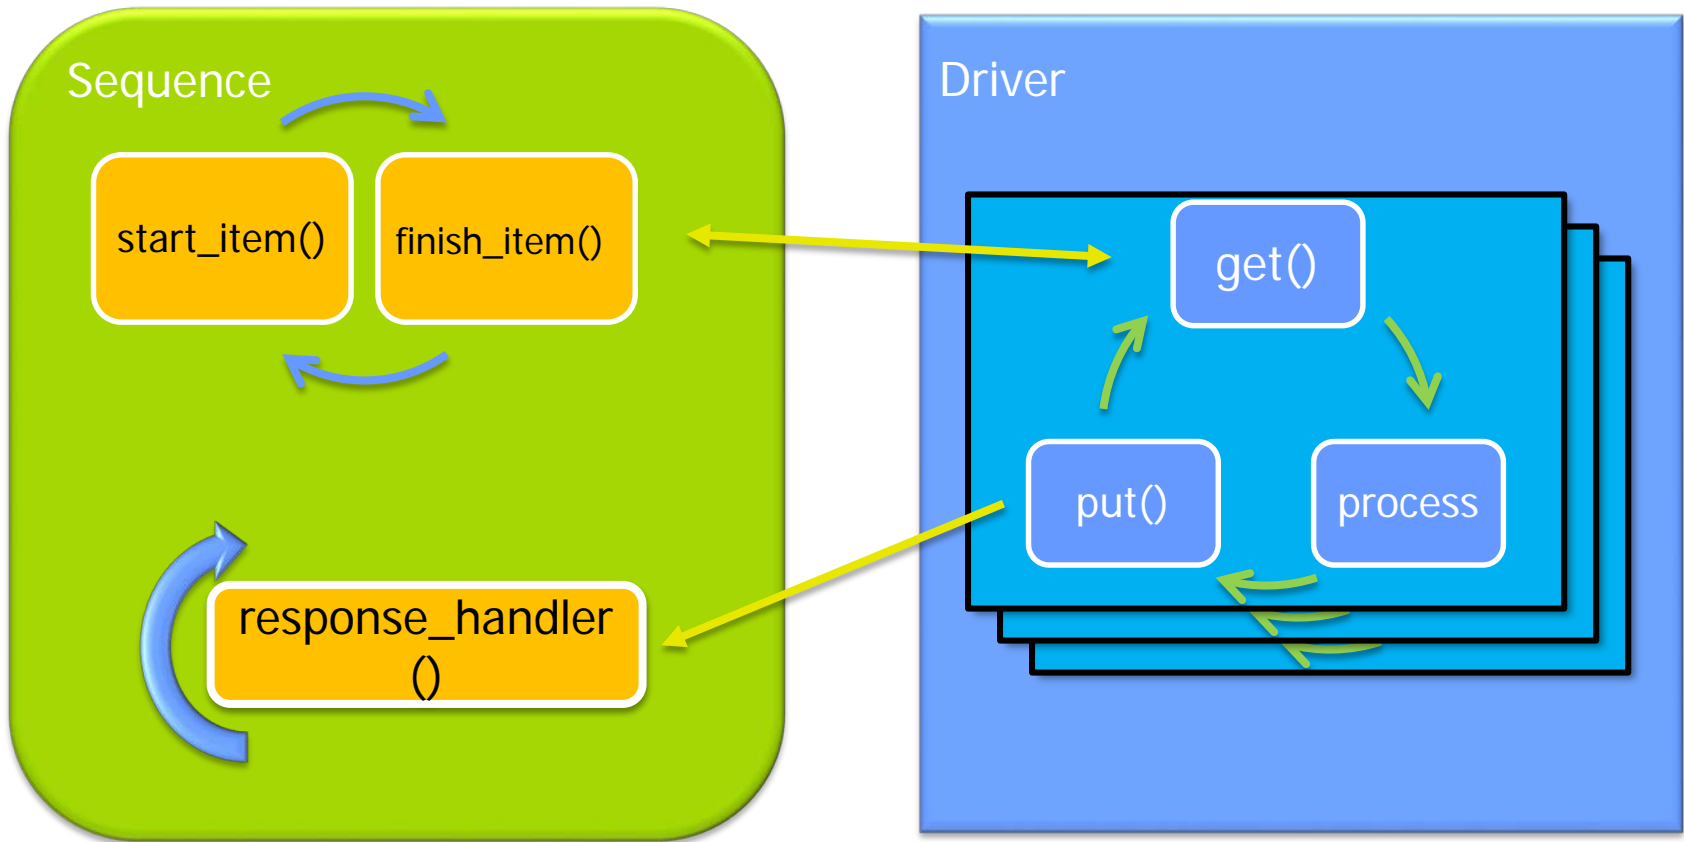 Sequence
Driver
start_item()
finish_item()
get()
put()
process
response_handler
()